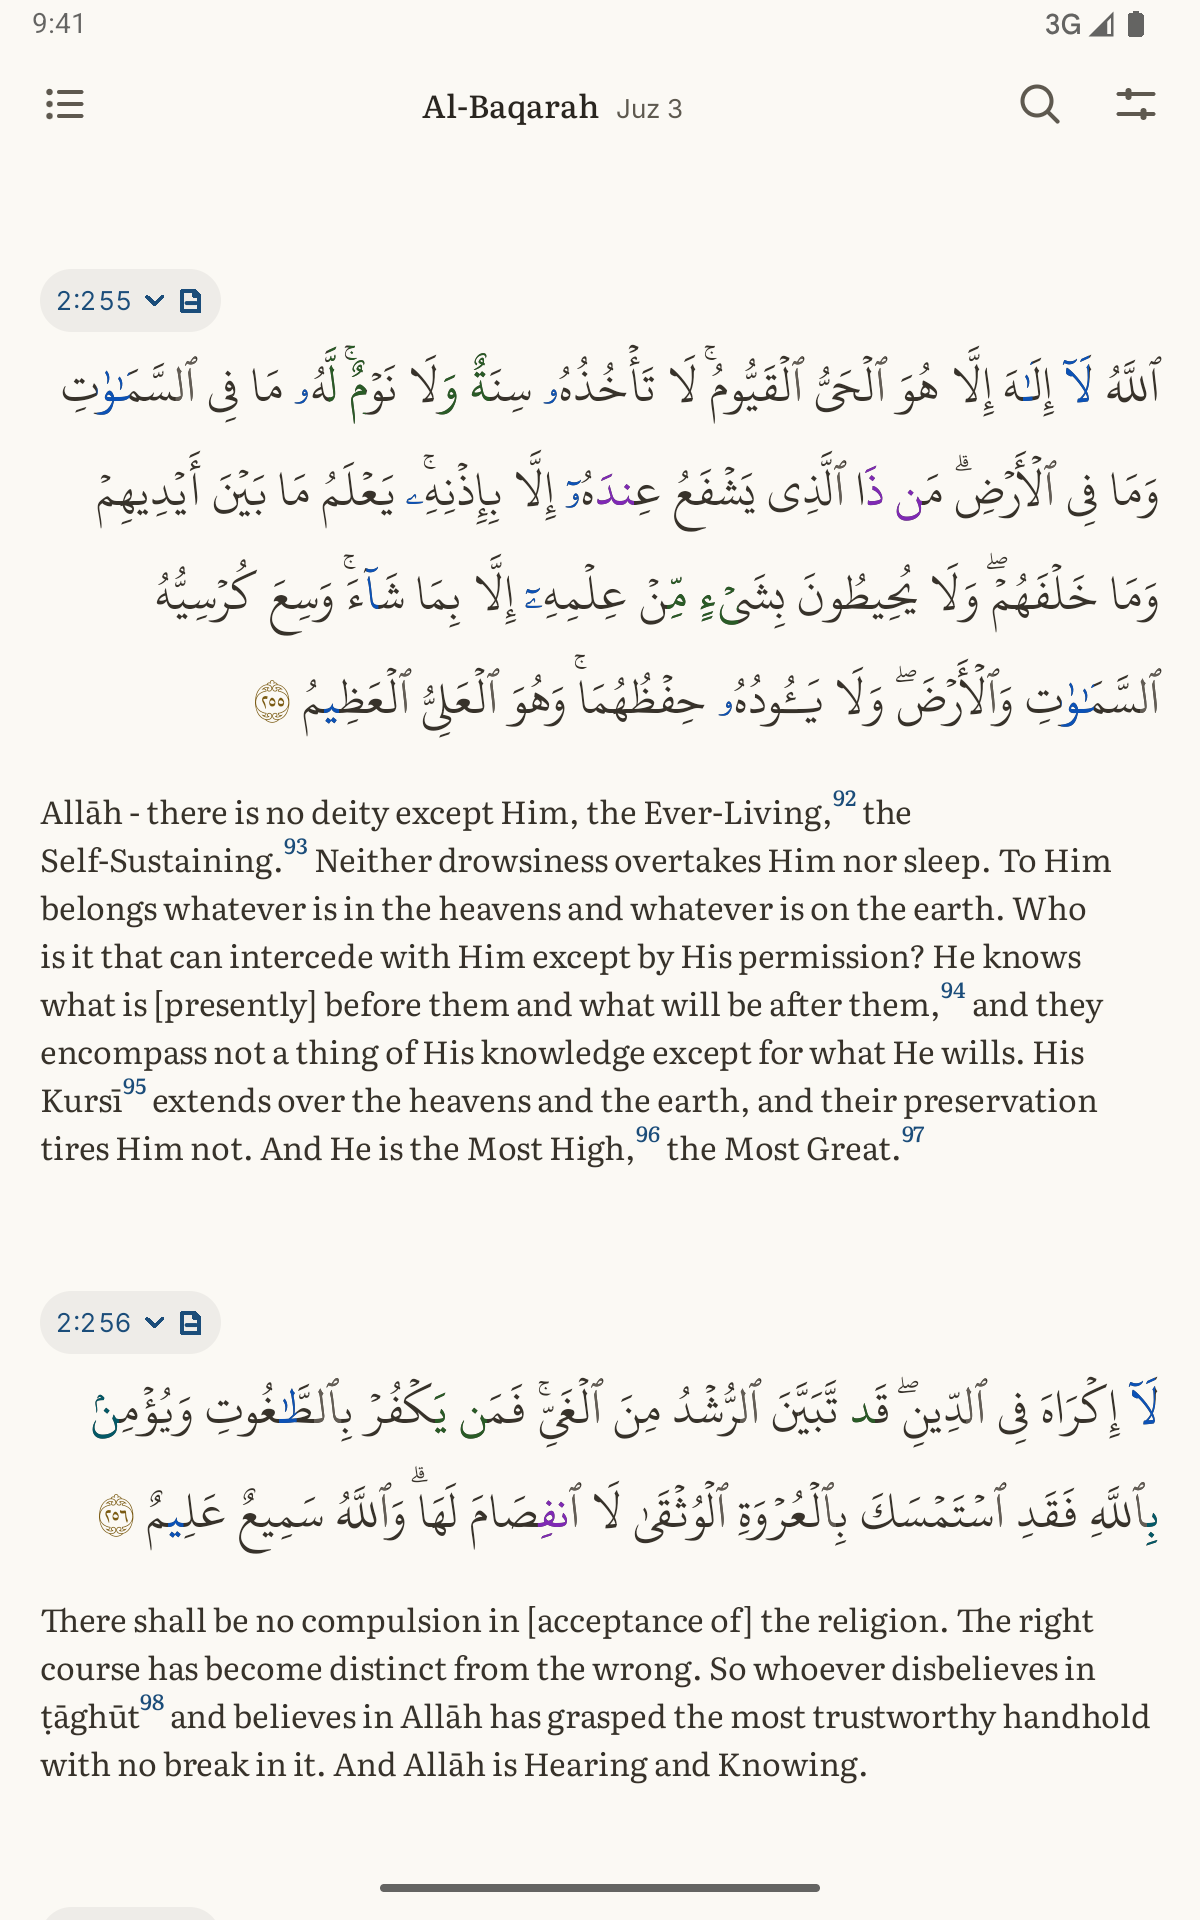 9:41
3G
Al-Baqarah Juz 3
2:255
ٱللَّهُ لَآ إِلَـٰهَ إِلَّا هُوَ ٱلْحَىُّ ٱلْقَيُّومُ ۚ لَا تَأْخُذُهُۥ سِنَةٌ وَلَا نَوْمٌ ۚ لَّهُۥ مَا فِى ٱلسَّمَـٰوَٰتِ
وَمَا فِى ٱلْأَرْضِ ۗ مَن ذَا ٱلَّذِى يَشْفَعُ عِندَهُۥٓ إِلَّا بِإِذْنِهِۦ ۚ يَعْلَمُ مَا بَيْنَ أَيْدِيهِمْ
وَمَا خَلْفَهُمْ ۖ وَلَا يُحِيطُونَ بِشَىْءٍ مِّنْ عِلْمِهِۦٓ إِلَّا بِمَا شَآءَ ۚ وَسِعَ كُرْسِيُّهُ
ٱلسَّمَـٰوَٰتِ وَٱلْأَرْضَ ۖ وَلَا يَـُٔودُهُۥ حِفْظُهُمَا ۚ وَهُوَ ٱلْعَلِىُّ ٱلْعَظِيمُ ٢٥٥
Allāh - there is no deity except Him, the Ever-Living,92 the
Self-Sustaining.93 Neither drowsiness overtakes Him nor sleep. To Him
belongs whatever is in the heavens and whatever is on the earth. Who
is it that can intercede with Him except by His permission? He knows
what is [presently] before them and what will be after them,94 and they
encompass not a thing of His knowledge except for what He wills. His
Kursī95 extends over the heavens and the earth, and their preservation
tires Him not. And He is the Most High,96 the Most Great.97
2:256
لَآ إِكْرَاهَ فِى ٱلدِّينِ ۖ قَد تَّبَيَّنَ ٱلرُّشْدُ مِنَ ٱلْغَىِّ ۚ فَمَن يَكْفُرْ بِٱلطَّـٰغُوتِ وَيُؤْمِنۢ
بِٱللَّهِ فَقَدِ ٱسْتَمْسَكَ بِٱلْعُرْوَةِ ٱلْوُثْقَىٰ لَا ٱنفِصَامَ لَهَا ۗ وَٱللَّهُ سَمِيعٌ عَلِيمٌ ٢٥٦
There shall be no compulsion in [acceptance of] the religion. The right
course has become distinct from the wrong. So whoever disbelieves in
ṭāghūt98 and believes in Allāh has grasped the most trustworthy handhold
with no break in it. And Allāh is Hearing and Knowing.